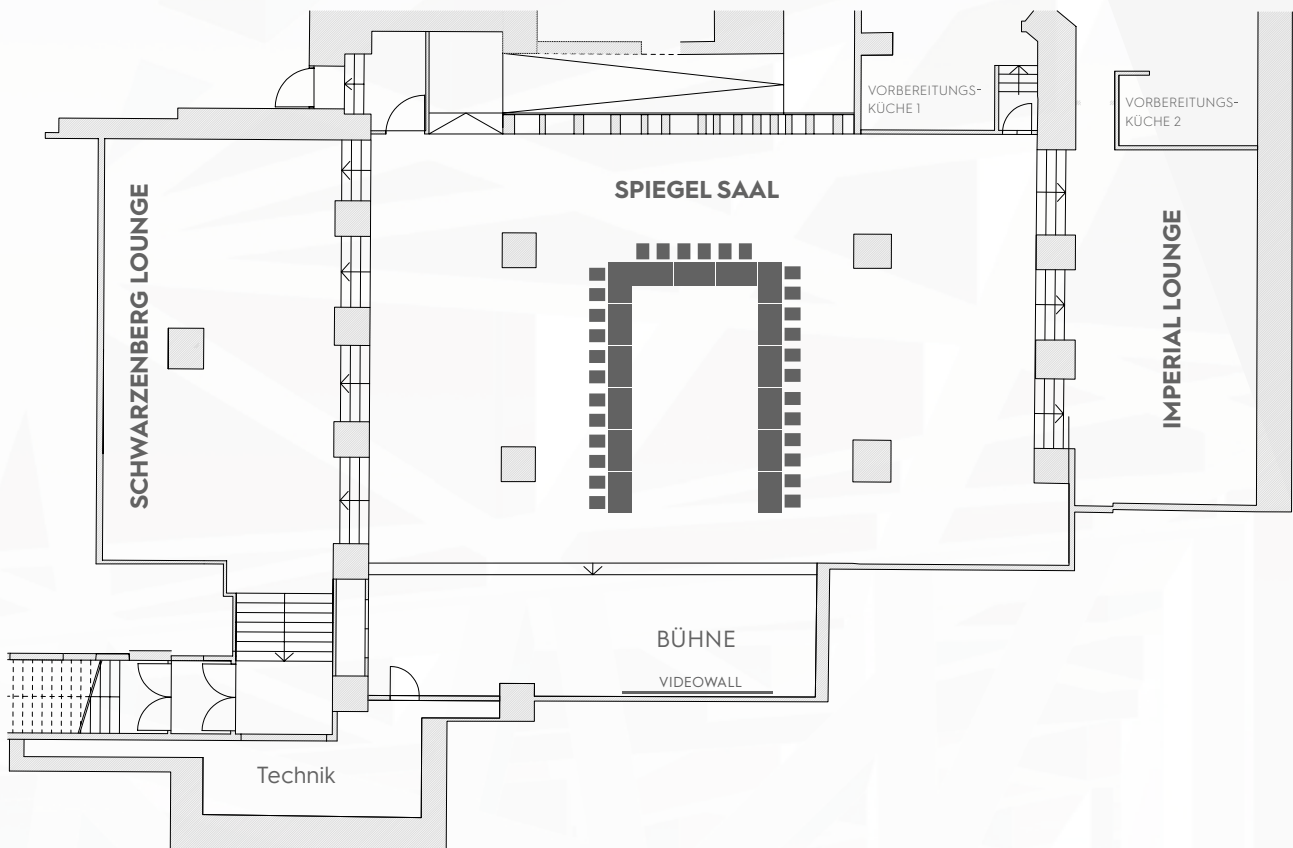 VORBEREITUNGS-
KÜCHE 1
VORBEREITUNGS-
KÜCHE 2
SPIEGEL SAAL
SCHWARZENBERG LOUNGE
IMPERIAL LOUNGE
BÜHNE
VIDEOWALL
Technik